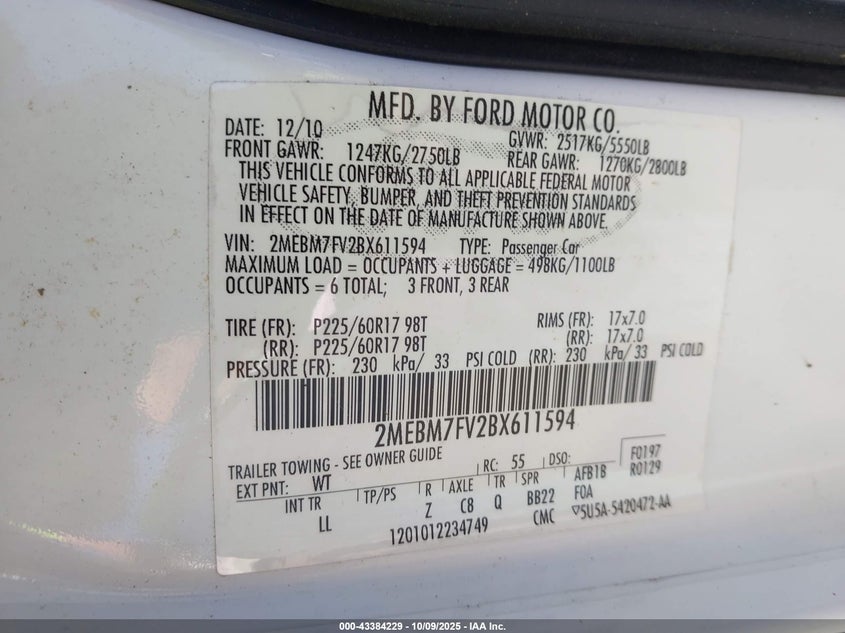 MFD. BY FORD MOTOR CO.
DATE: 12/10 GVWR: 2517KG/5550LB
FRONT GAWR: 1247KG/2750LB REAR GAWR: 1270KG/2800LB
THIS VEHICLE CONFORMS TO ALL APPLICABLE FEDERAL MOTOR
VEHICLE SAFETY, BUMPER, AND THEFT PREVENTION STANDARDS
IN EFFECT ON THE DATE OF MANUFACTURE SHOWN ABOVE.
VIN: 2MEBM7FV2BX611594 TYPE: Passenger Car
MAXIMUM LOAD = OCCUPANTS + LUGGAGE = 498KG/1100LB
OCCUPANTS = 6 TOTAL; 3 FRONT, 3 REAR
TIRE (FR): P225/60R17 98T RIMS (FR): 17x7.0
(RR): P225/60R17 98T (RR): 17x7.0
PRESSURE (FR): 230 kPa/ 33 PSI COLD (RR): 230 kPa/ 33 PSI COLD
2MEBM7FV2BX611594
TRAILER TOWING - SEE OWNER GUIDE
EXT PNT: WT RC: 55 DSO: F0197
R0129
INT TR TP/PS R AXLE TR SPR AFB1B
LL Z C8 Q BB22 FOA
1201012234749 CMC 5U5A-5420472-AA
000-43384229 - 10/09/2025 - IAA Inc.